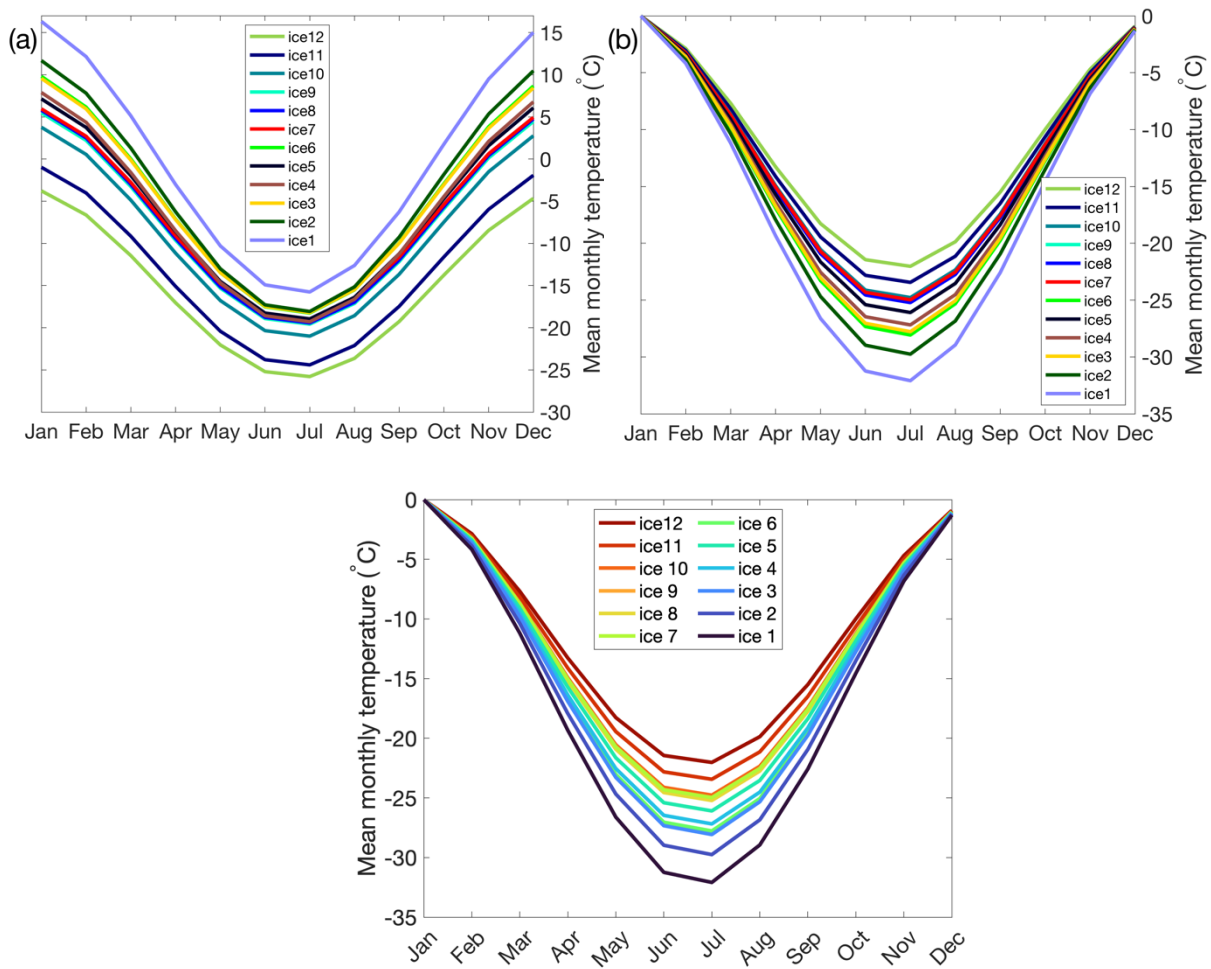 (a)
ice12
ice11
ice10
ice9
ice8
ice7
ice6
ice5
ice4
ice3
ice2
ice1
15
10
5
0
-5
-10
-15
-20
-25
-30
Mean monthly temperature (°C)
Jan Feb Mar Apr May Jun Jul Aug Sep Oct Nov Dec
(b)
0
-5
-10
-15
-20
-25
-30
-35
Mean monthly temperature (°C)
ice12
ice11
ice10
ice9
ice8
ice7
ice6
ice5
ice4
ice3
ice2
ice1
Jan Feb Mar Apr May Jun Jul Aug Sep Oct Nov Dec
Mean monthly temperature (°C)
0
-5
-10
-15
-20
-25
-30
-35
ice12 ice 6
ice11 ice 5
ice 10 ice 4
ice 9 ice 3
ice 8 ice 2
ice 7 ice 1
Jan Feb Mar Apr May Jun Jul Aug Sep Oct Nov Dec